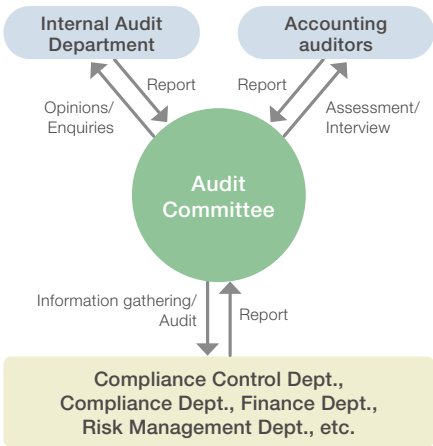 Internal Audit
Department
Accounting
auditors
Report
Report
Opinions/
Enquiries
Assessment/
Interview
Audit
Committee
Information gathering/
Audit
Report
Compliance Control Dept.,
Compliance Dept., Finance Dept.,
Risk Management Dept., etc.